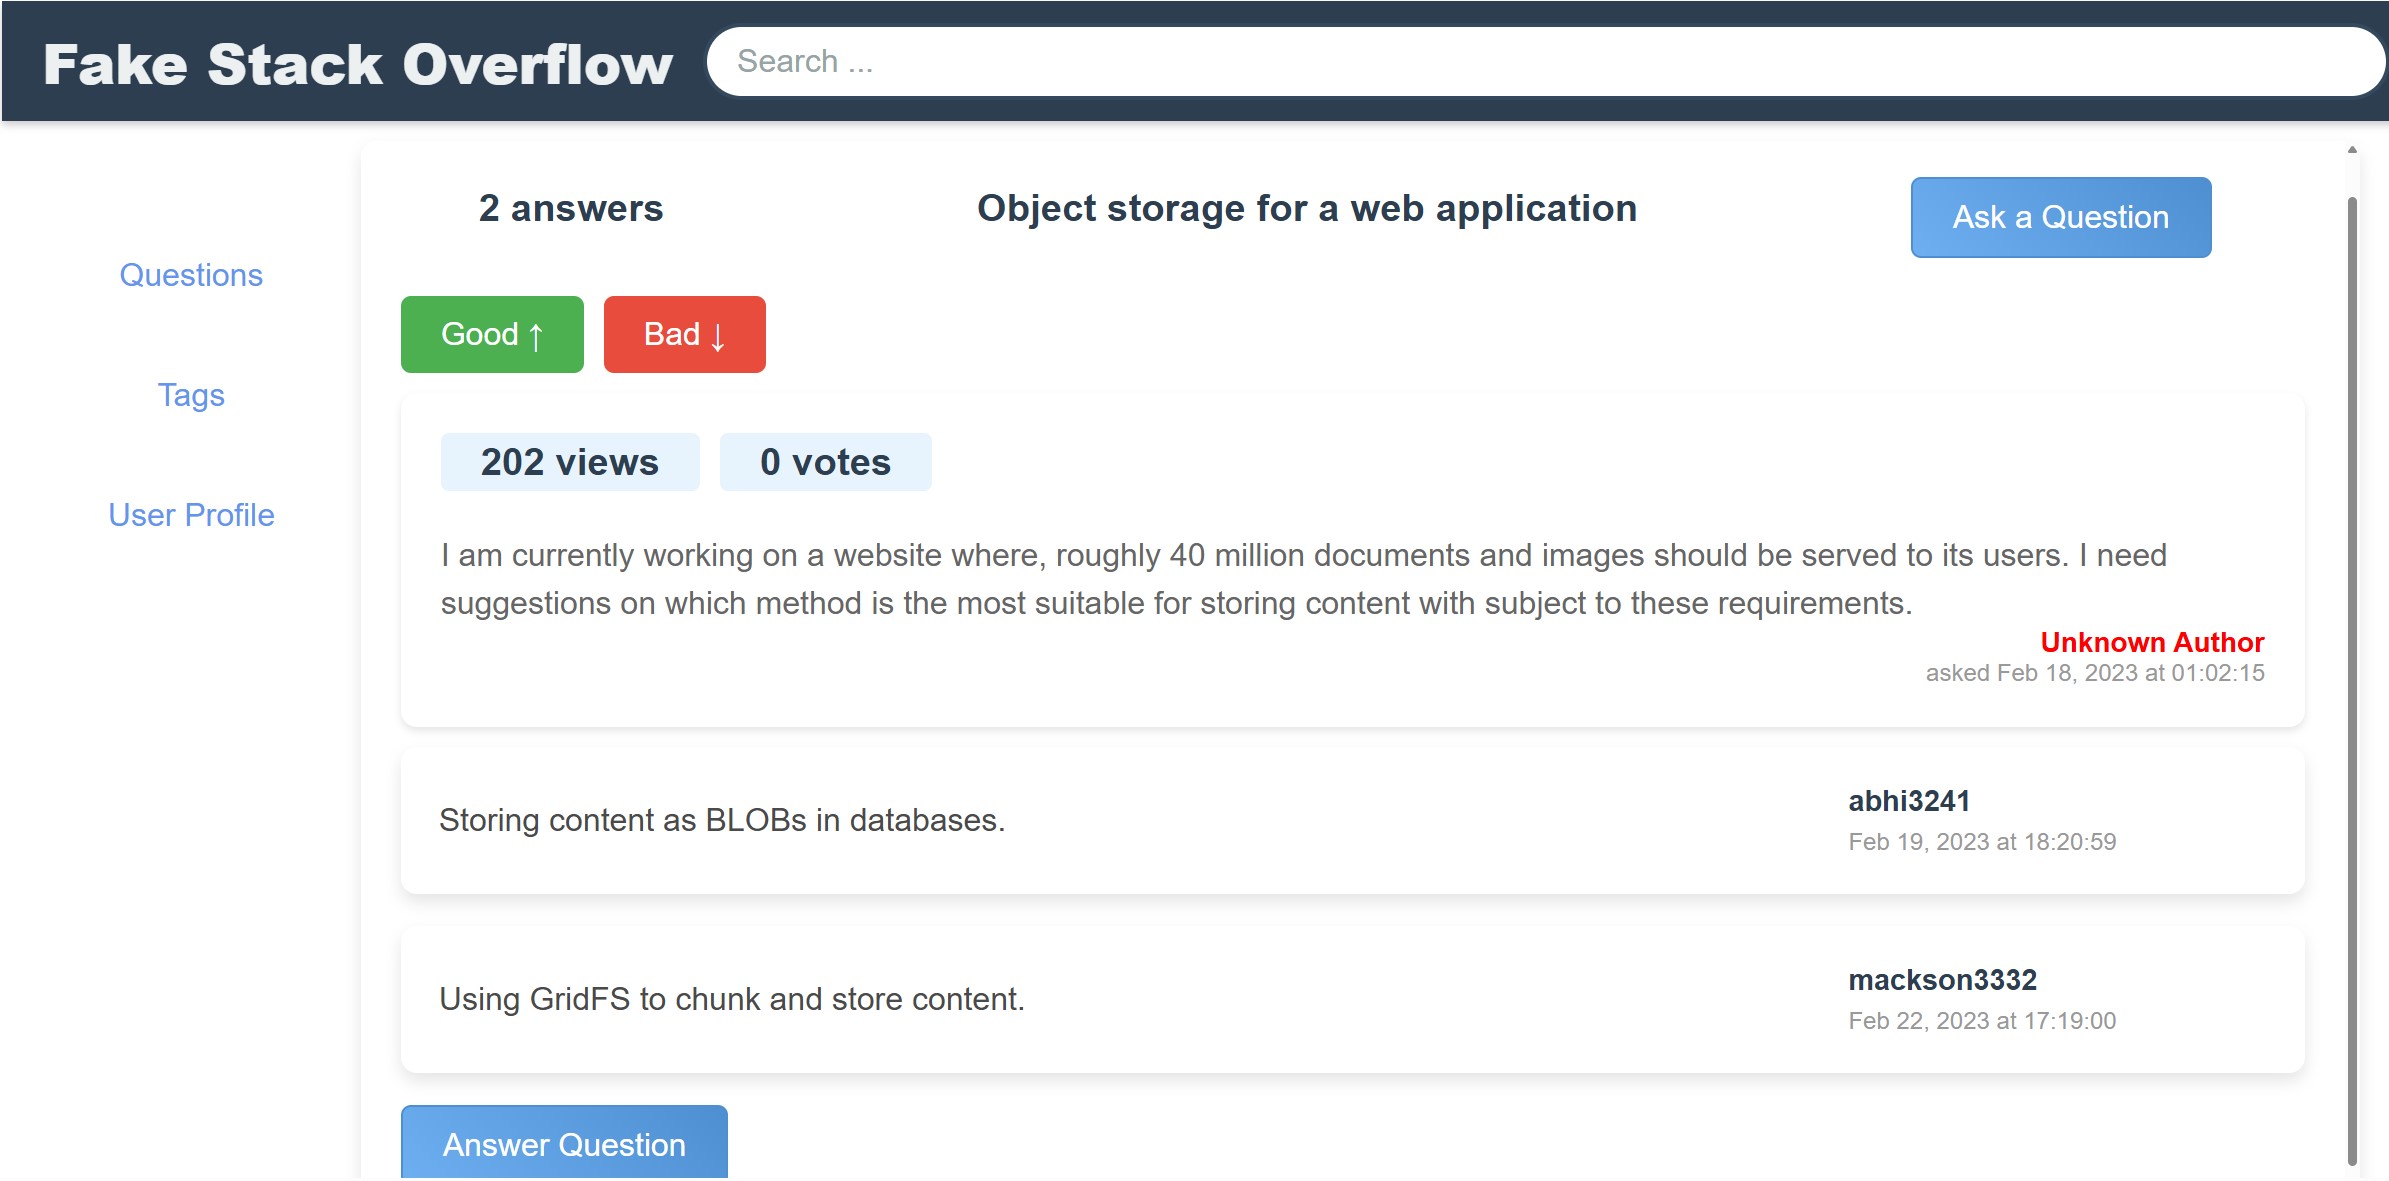 Fake Stack Overflow
Search ...
2 answers
Object storage for a web application
Ask a Question
Questions
Tags
User Profile
Good ↑
Bad ↓
202 views
0 votes
I am currently working on a website where, roughly 40 million documents and images should be served to its users. I need
suggestions on which method is the most suitable for storing content with subject to these requirements.
Unknown Author
asked Feb 18, 2023 at 01:02:15
Storing content as BLOBs in databases.
abhi3241
Feb 19, 2023 at 18:20:59
Using GridFS to chunk and store content.
mackson3332
Feb 22, 2023 at 17:19:00
Answer Question